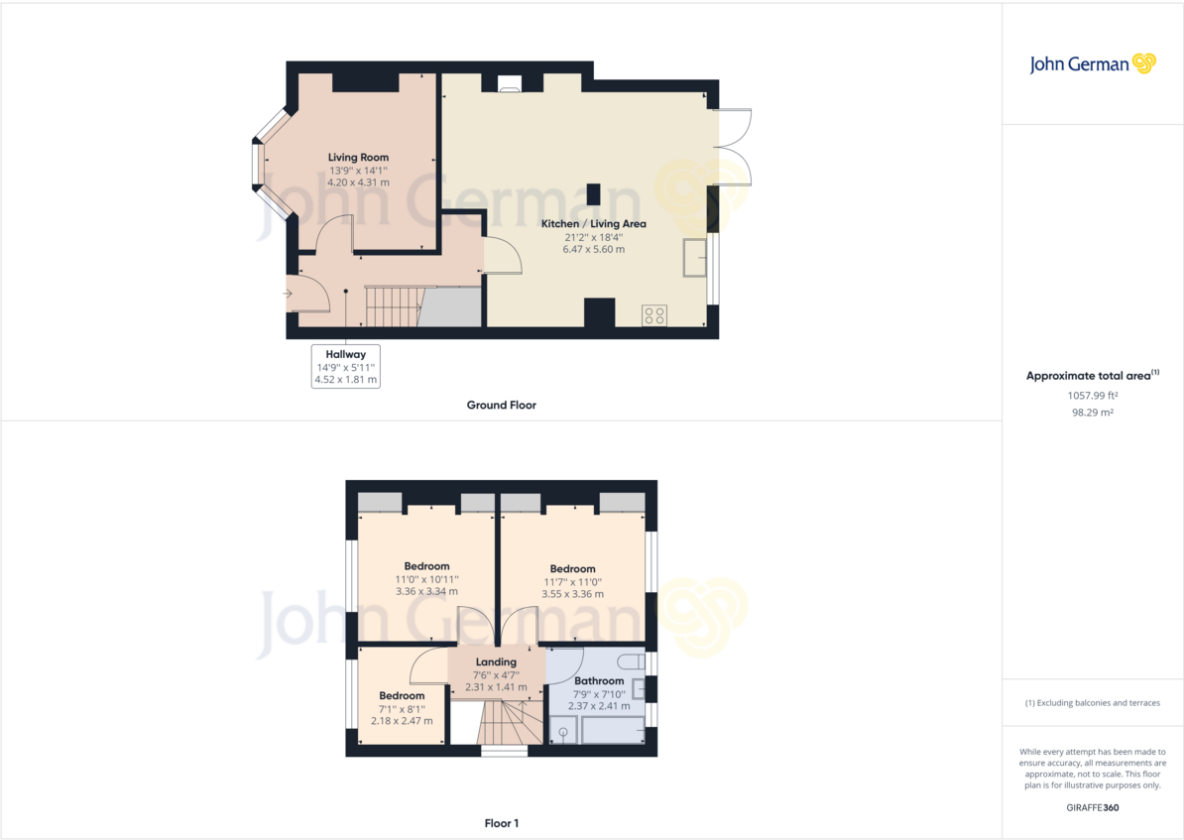 John German
Living Room
13'9" x 14'1"
4.20 x 4.31 m
John German
Kitchen / Living Area
21'2" x 18'4"
6.47 x 5.60 m
Hallway
14'9" x 5'11"
4.52 x 1.81 m
Ground Floor
Approximate total area(1)
1057.99 ft²
98.29 m²
Bedroom
11'0" x 10'11"
3.36 x 3.34 m
Bedroom
11'7" x 11'0"
3.55 x 3.36 m
John German
Landing
7'6" x 4'7"
2.31 x 1.41 m
Bathroom
7'9" x 7'10"
2.37 x 2.41 m
Bedroom
7'1" x 8'1"
2.18 x 2.47 m
Floor 1
(1) Excluding balconies and terraces
While every attempt has been made to
ensure accuracy, all measurements are
approximate, not to scale. This floor
plan is for illustrative purposes only.
GIRAFFE360